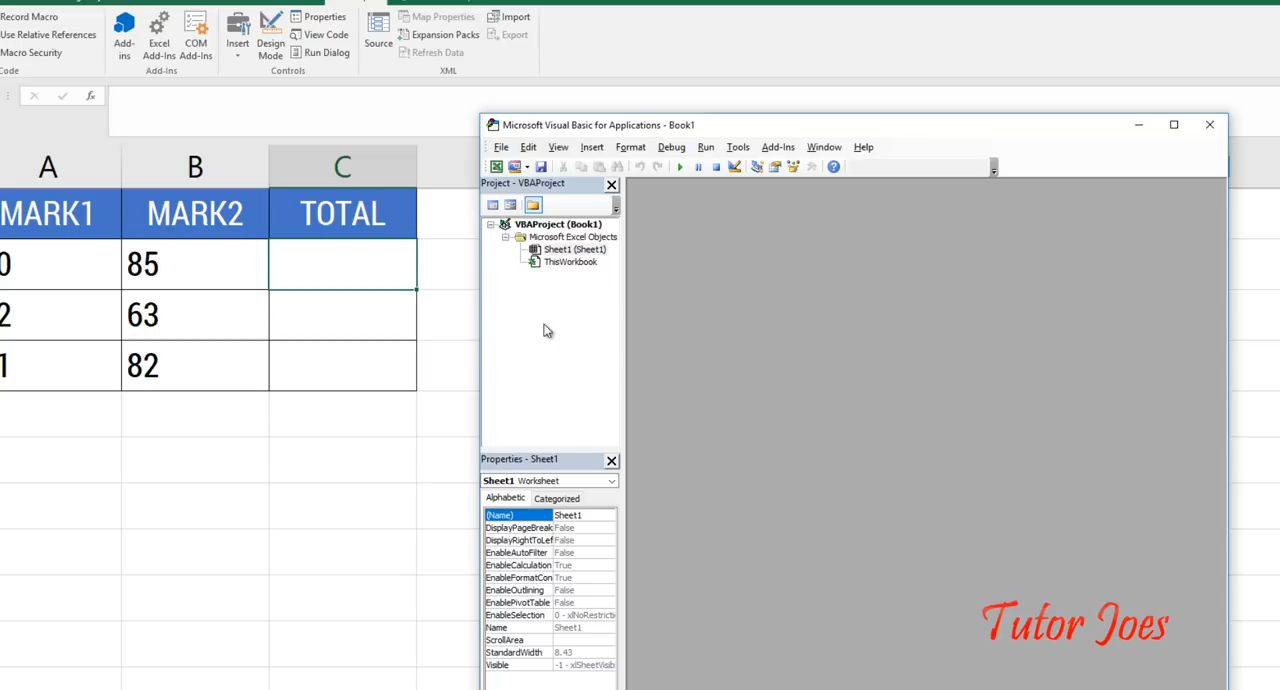 Record Macro
Use Relative References
Macro Security
Code
Add-
ins
Excel
Add-Ins
COM
Add-Ins
Add-Ins
Insert
Design
Mode
Properties
View Code
Run Dialog
Controls
Source
Map Properties
Expansion Packs
Refresh Data
Import
Export
XML
fx
A B C
MARK1 MARK2 TOTAL
0 85
2 63
1 82
Microsoft Visual Basic for Applications - Book1
File Edit View Insert Format Debug Run Tools Add-Ins Window Help
Project - VBAProject
VBAProject (Book1)
Microsoft Excel Objects
Sheet1 (Sheet1)
ThisWorkbook
Properties - Sheet1
Sheet1 Worksheet
Alphabetic Categorized
(Name) Sheet1
DisplayPageBreak False
DisplayRightToLef False
EnableAutoFilter False
EnableCalculation True
EnableFormatCon True
EnableOutlining False
EnablePivotTable False
EnableSelection 0 - xlNoRestricti
Name Sheet1
ScrollArea
StandardWidth 8.43
Visible -1 - xlSheetVisib
Tutor Joes